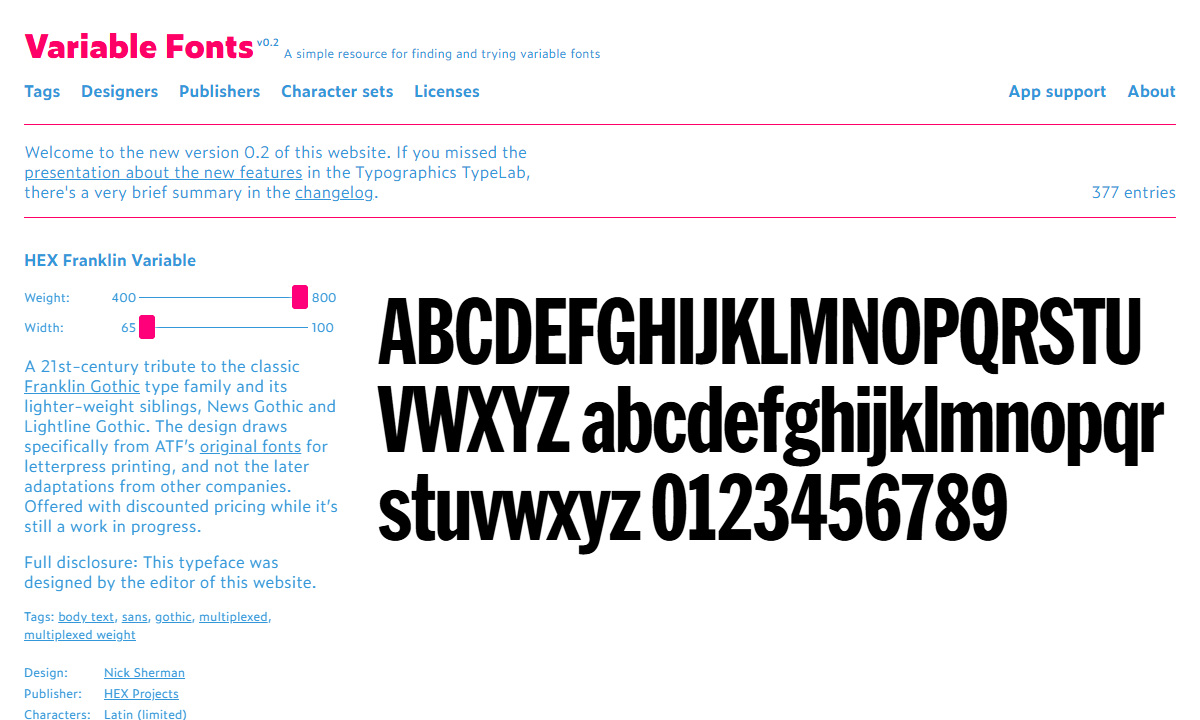 Variable Fonts v0.2 A simple resource for finding and trying variable fonts
Tags Designers Publishers Character sets Licenses App support About
Welcome to the new version 0.2 of this website. If you missed the
presentation about the new features in the Typographics TypeLab,
there's a very brief summary in the changelog.
377 entries
HEX Franklin Variable
Weight: 400 800
Width: 65 100
A 21st-century tribute to the classic
Franklin Gothic type family and its
lighter-weight siblings, News Gothic and
Lightline Gothic. The design draws
specifically from ATF’s original fonts for
letterpress printing, and not the later
adaptations from other companies.
Offered with discounted pricing while it’s
still a work in progress.
Full disclosure: This typeface was
designed by the editor of this website.
Tags: body text, sans, gothic, multiplexed,
multiplexed weight
Design: Nick Sherman
Publisher: HEX Projects
Characters: Latin (limited)
ABCDEFGHIJKLMNOPQRSTU
VWXYZ abcdefghijklmnopqr
stuvwxyz 0123456789